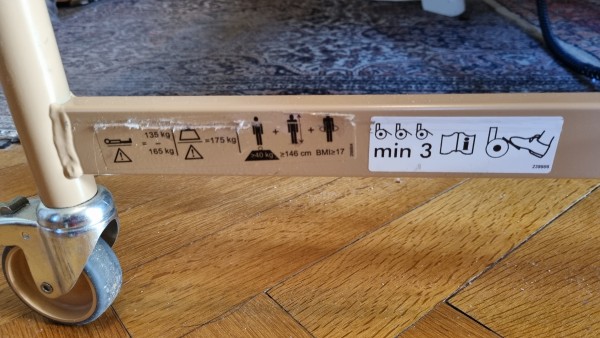 135 kg
=
–
165 kg
=175 kg
+
+
≥40 kg
≥146 cm
BMI≥17
min 3
i